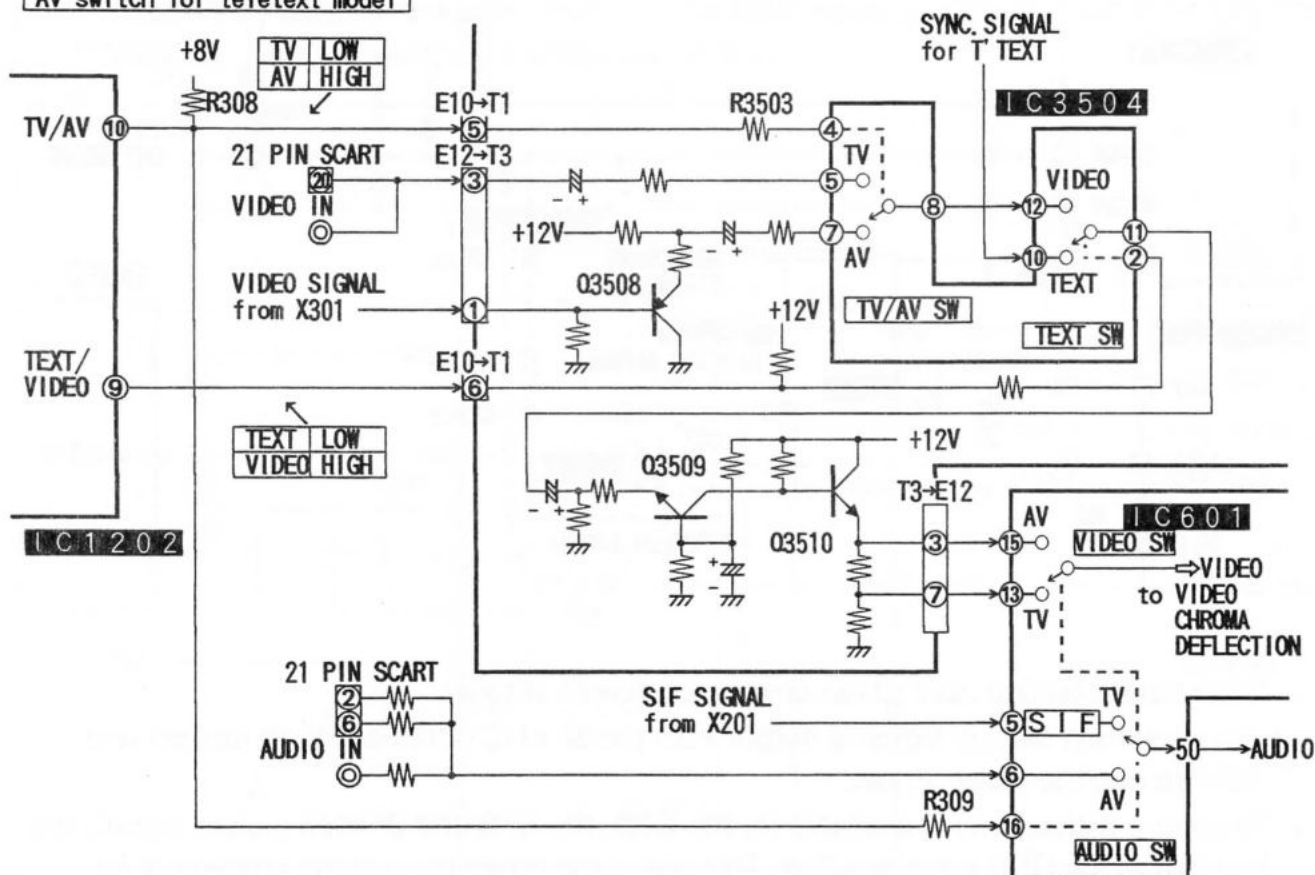 AV switch for teletext model
SYNC. SIGNAL
for T'TEXT
+8V
TV LOW
AV HIGH
R308
E10→T1
R3503
IC3504
TV/AV
10
5
4
TV
21 PIN SCART
E12→T3
VIDEO
20
3
5
8
12
11
VIDEO IN
- +
+12V
- +
7
AV
10
2
TEXT
VIDEO SIGNAL
from X301
1
Q3508
+12V
TV/AV SW
TEXT SW
TEXT/
VIDEO
9
E10→T1
6
TEXT LOW
VIDEO HIGH
+12V
Q3509
T3→E12
IC1202
- +
+
-
Q3510
AV
IC601
3
15
VIDEO SW
⇒VIDEO
7
13
to VIDEO
TV
CHROMA
DEFLECTION
21 PIN SCART
2
6
AUDIO IN
SIF SIGNAL
from X201
5
SIF
TV
50
AUDIO
6
AV
R309
16
AUDIO SW